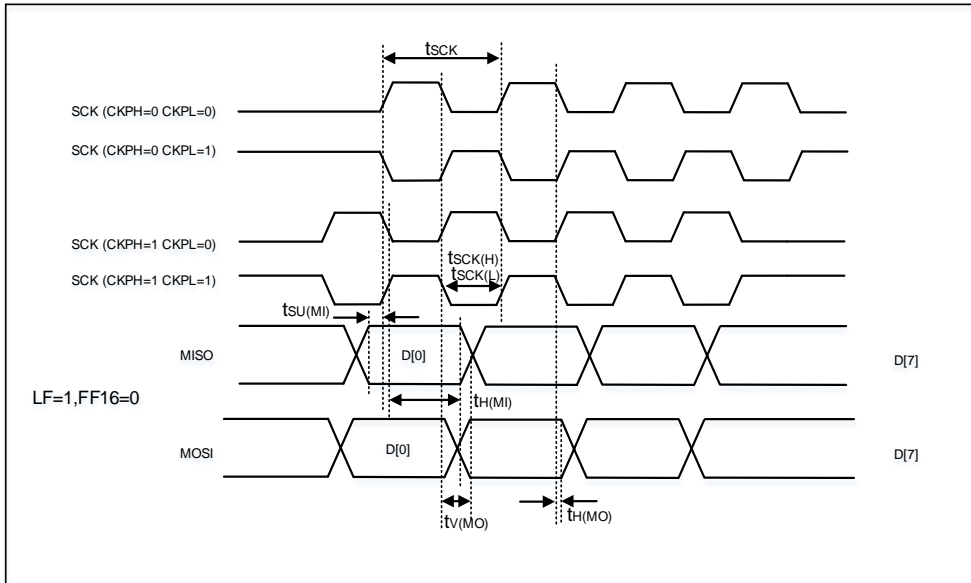 tSCK
SCK (CKPH=0 CKPL=0)
SCK (CKPH=0 CKPL=1)
SCK (CKPH=1 CKPL=0)
tSCK(H)
SCK (CKPH=1 CKPL=1)
tSCK(L)
tSU(MI)
MISO
D[0]
D[7]
LF=1,FF16=0
tH(MI)
MOSI
D[0]
D[7]
tV(MO)
tH(MO)